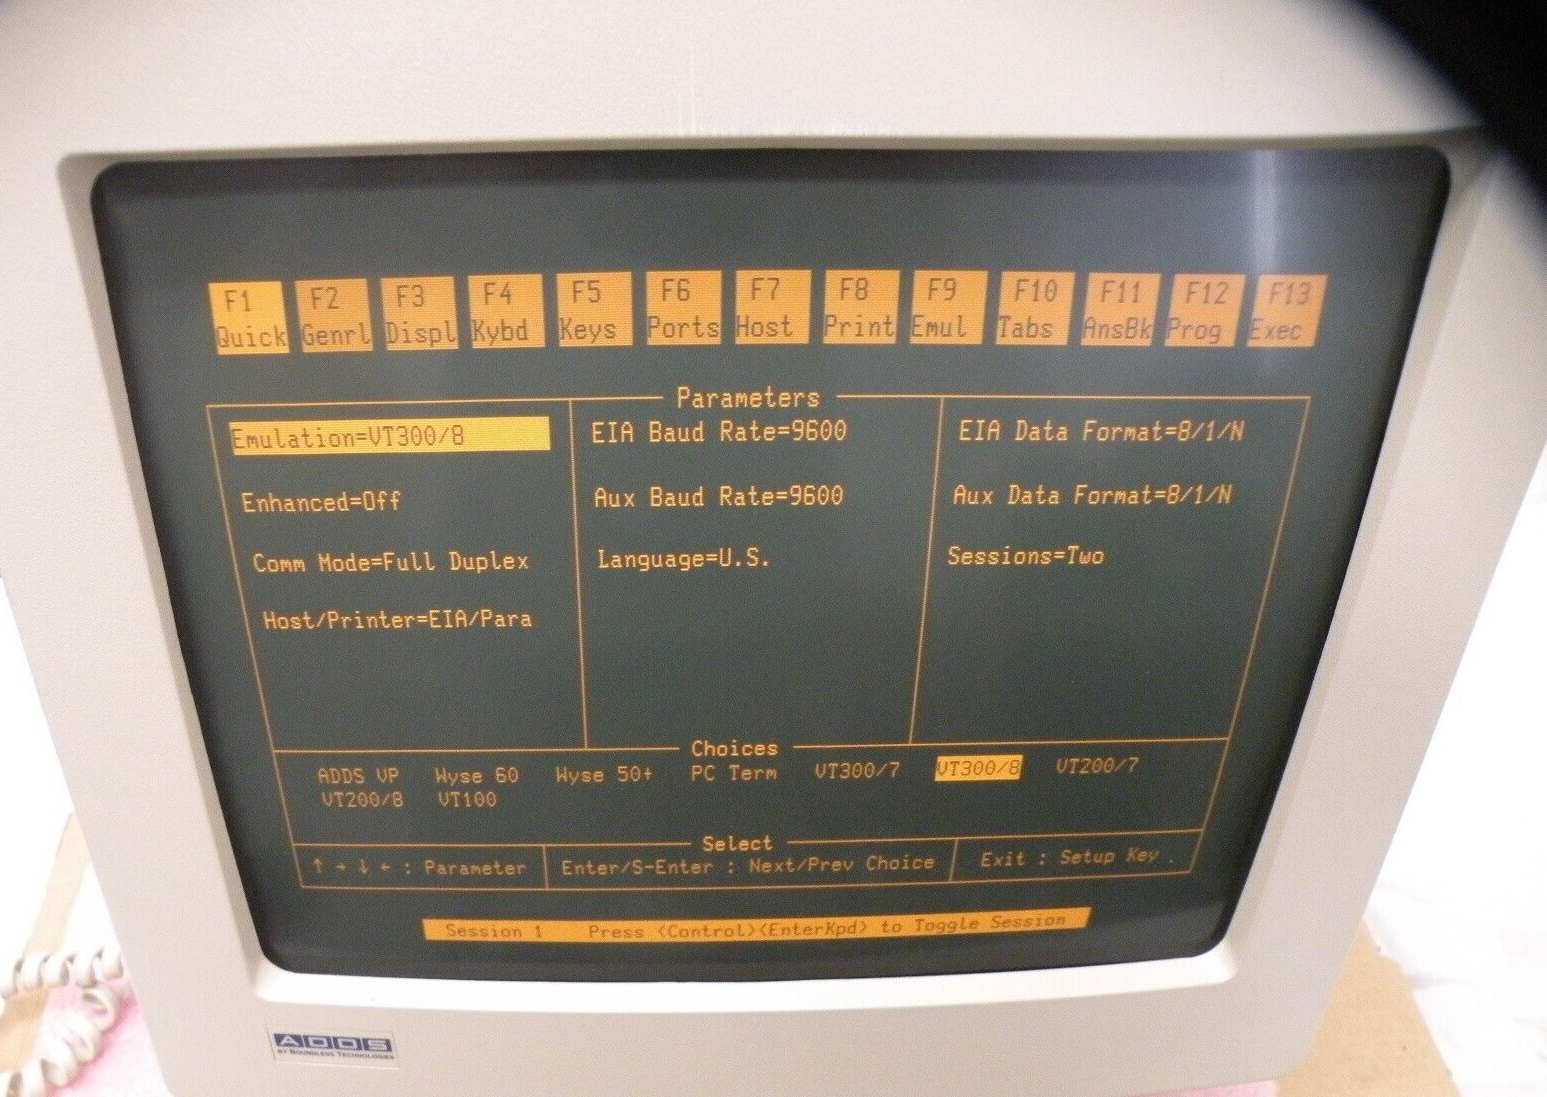 F1 F2 F3 F4 F5 F6 F7 F8 F9 F10 F11 F12 F13
Quick Genrl Displ Kybd Keys Ports Host Print Emul Tabs AnsBk Prog Exec
Parameters
Emulation=VT300/8 EIA Baud Rate=9600 EIA Data Format=8/1/N
Enhanced=Off Aux Baud Rate=9600 Aux Data Format=8/1/N
Comm Mode=Full Duplex Language=U.S. Sessions=Two
Host/Printer=EIA/Para
Choices
ADDS VP Wyse 60 Wyse 50+ PC Term VT300/7 VT300/8 VT200/7
VT200/8 VT100
Select
↑ → ↓ ← : Parameter Enter/S-Enter : Next/Prev Choice Exit : Setup Key
Session 1 Press <Control><EnterKpd> to Toggle Session
ADDS
BY BOUNDLESS TECHNOLOGIES